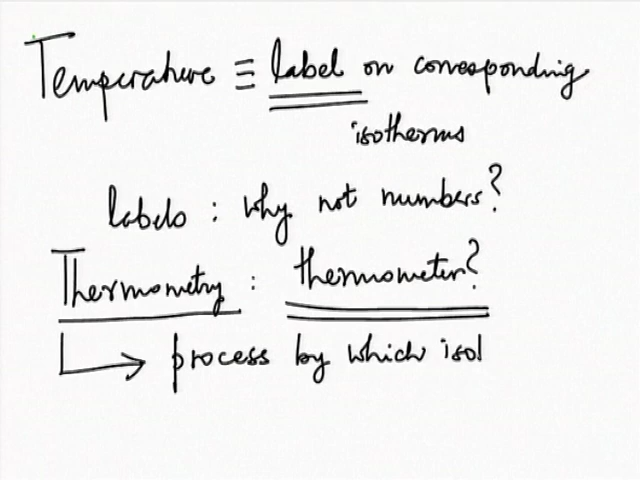 Temperature ≡ label on corresponding
isotherms
labels : why not numbers?
Thermometry : thermometer?
process by which isol